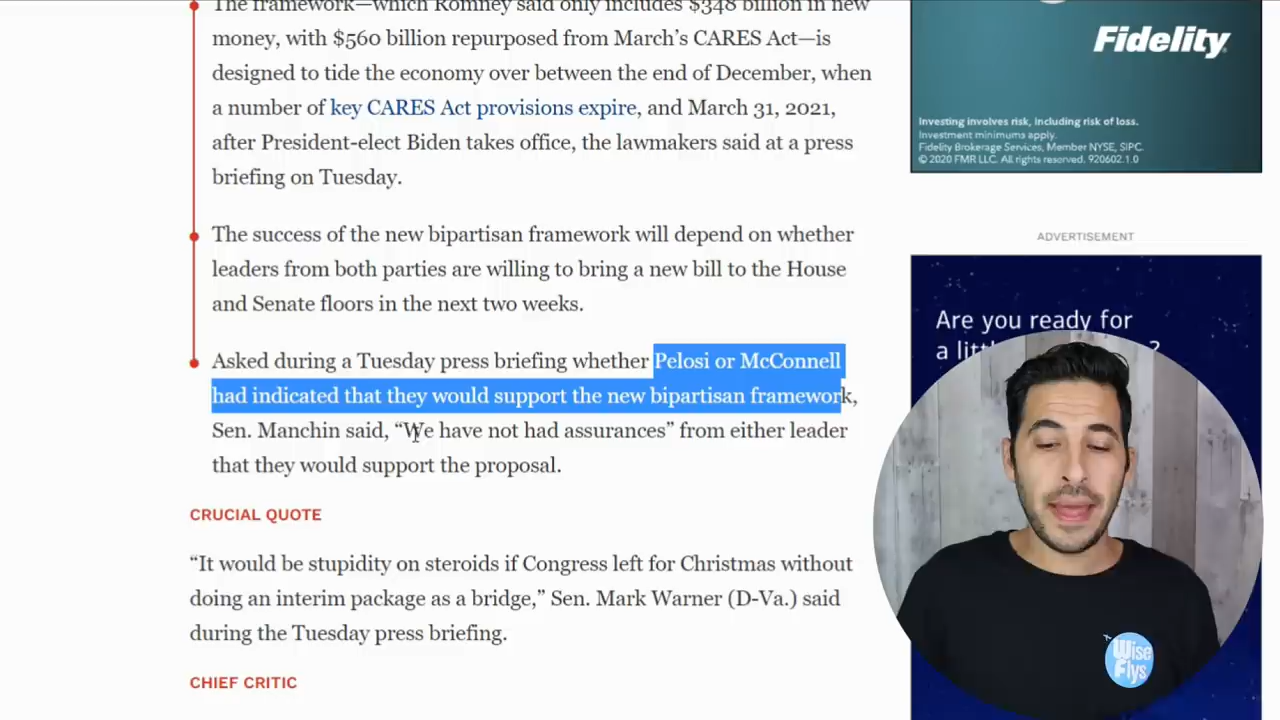 The framework—which Romney said only includes $348 billion in new
money, with $560 billion repurposed from March's CARES Act—is
designed to tide the economy over between the end of December, when
a number of key CARES Act provisions expire, and March 31, 2021,
after President-elect Biden takes office, the lawmakers said at a press
briefing on Tuesday.
The success of the new bipartisan framework will depend on whether
leaders from both parties are willing to bring a new bill to the House
and Senate floors in the next two weeks.
Asked during a Tuesday press briefing whether Pelosi or McConnell
had indicated that they would support the new bipartisan framework,
Sen. Manchin said, “We have not had assurances” from either leader
that they would support the proposal.
CRUCIAL QUOTE
“It would be stupidity on steroids if Congress left for Christmas without
doing an interim package as a bridge,” Sen. Mark Warner (D-Va.) said
during the Tuesday press briefing.
CHIEF CRITIC
Fidelity
Investing involves risk, including risk of loss.
Investment minimums apply.
Fidelity Brokerage Services, Member NYSE, SIPC.
© 2020 FMR LLC. All rights reserved. 920602.1.0
ADVERTISEMENT
Are you ready for
a ?
Wise
Flys